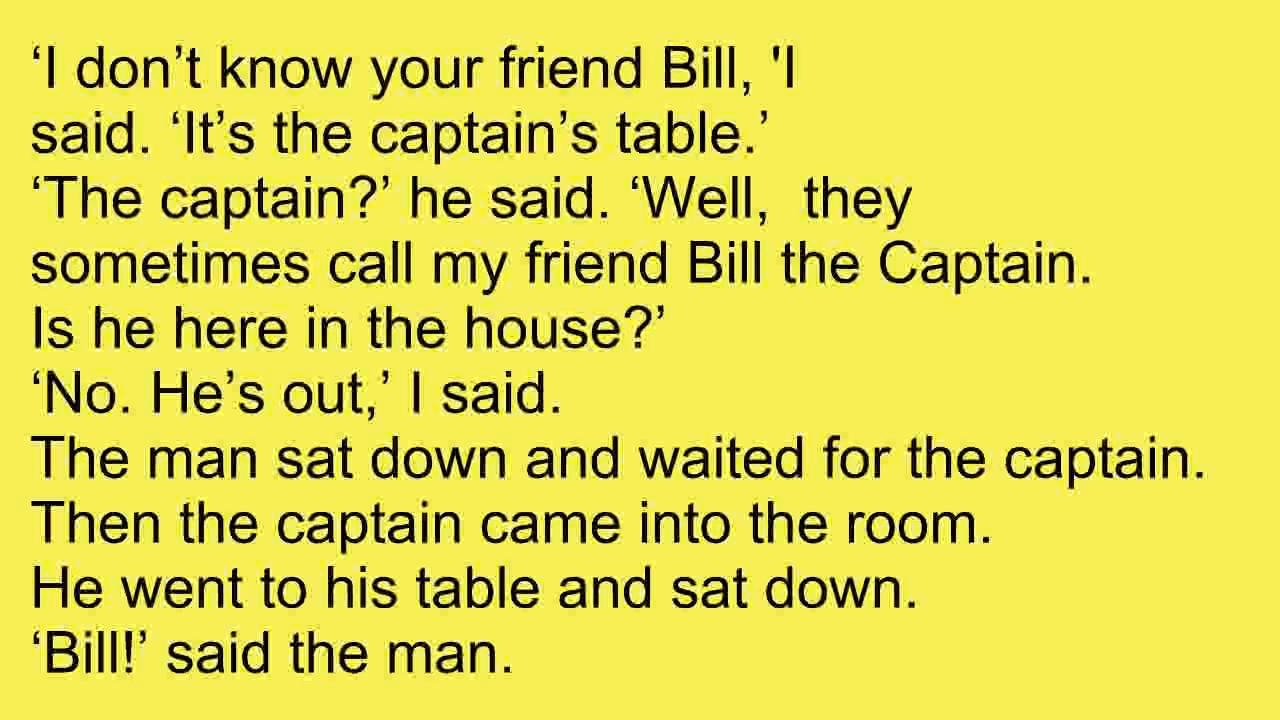 ‘I don’t know your friend Bill, 'I
said. ‘It’s the captain’s table.’
‘The captain?’ he said. ‘Well,  they
sometimes call my friend Bill the Captain.
Is he here in the house?’
‘No. He’s out,’ I said.
The man sat down and waited for the captain.
Then the captain came into the room.
He went to his table and sat down.
‘Bill!’ said the man.